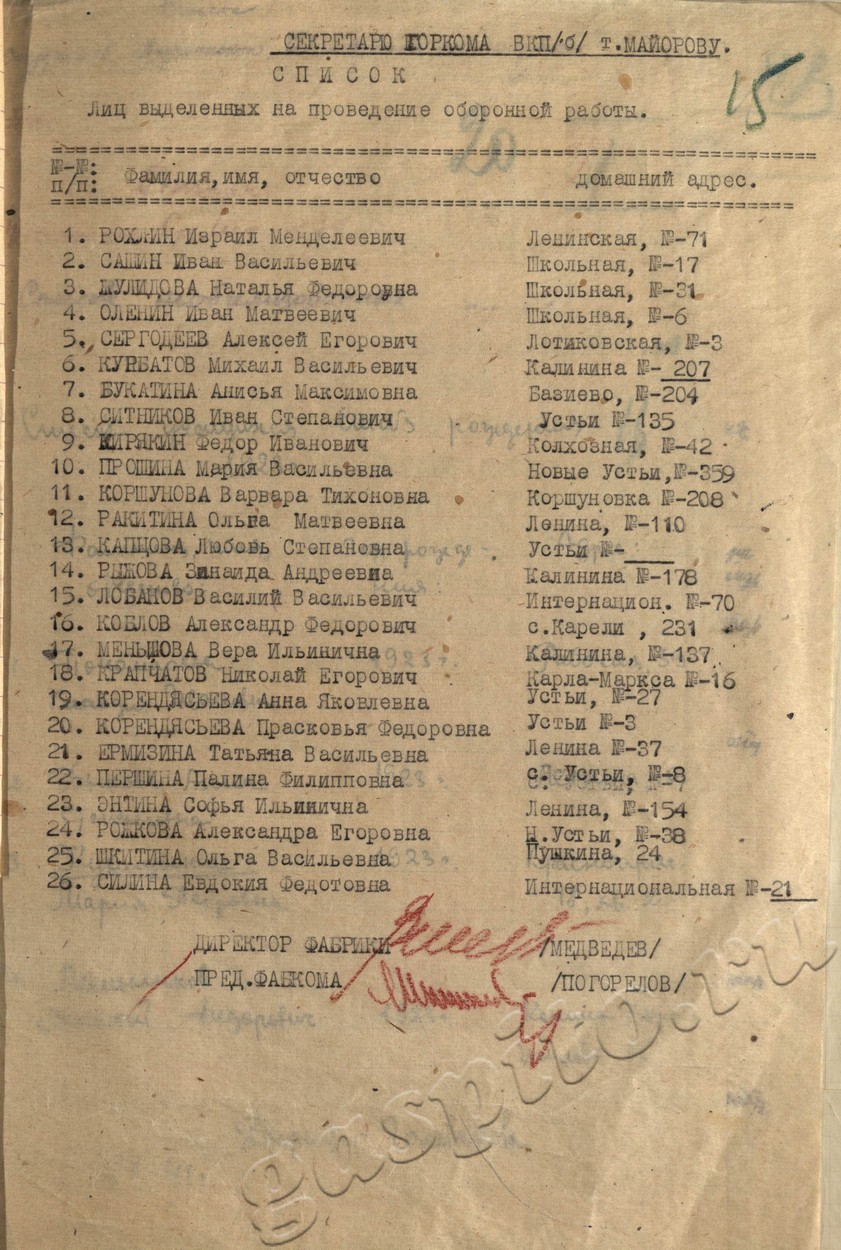 СЕКРЕТАРЮ ГОРКОМА ВКП/б/ т.МАЙОРОВУ.
СПИСОК
15
Лиц выделенных на проведение оборонной работы.
20
№-№: п/п: Фамилия,имя, отчество домашний адрес.
1. РОХЛИН Израил Менделеевич Ленинская, №-71
2. САШИН Иван Васильевич Школьная, №-17
3. ЖУЛИДОВА Наталья Федоровна Школьная, №-31
4. ОЛЕНИН Иван Матвеевич Школьная, №-6
5. СЕРГОДЕЕВ Алексей Егорович Лотиковская, №-3
6. КУРБАТОВ Михаил Васильевич Калинина №- 207
7. БУКАТИНА Анисья Максимовна Базиево, №-204
8. СИТНИКОВ Иван Степанович Устьи №-135
9. КИРЯКИН Федор Иванович Колхозная, №-42
10. ПРОШИНА Мария Васильевна Новые Устьи,№-359
11. КОРШУНОВА Варвара Тихоновна Коршуновка №-208
12. РАКИТИНА Ольга Матвеевна Ленина, №-110
13. КАПЦОВА Любовь Степановна Устьи №-
14. РЫЖОВА Зинаида Андреевна Калинина №-178
15. ЛОБАНОВ Василий Васильевич Интернацион. №-70
16. КОБЛОВ Александр Федорович с.Карели , 231
17. МЕНЬШОВА Вера Ильинична Калинина, №-137
18. КРАПЧАТОВ Николай Егорович Карла-Маркса №-16
19. КОРЕНДЯСЬЕВА Анна Яковлевна Устьи, №-27
20. КОРЕНДЯСЬЕВА Прасковья Федоровна Устьи №-3
21. ЕРМИЗИНА Татьяна Васильевна Ленина №-37
22. ПЕРШИНА Палина Филипповна с. Устьи, №-8
23. ЭНТИНА Софья Ильинична Ленина, №-154
24. РОЖКОВА Александра Егоровна Н.Устьи, №-38
25. ШКИТИНА Ольга Васильевна Пушкина, 24
26. СИЛИНА Евдокия Федотовна Интернациональная №-21
ДИРЕКТОР ФАБРИКИ /МЕДВЕДЕВ/
ПРЕД.ФАБКОМА /ПОГОРЕЛОВ/
gaspito.ru